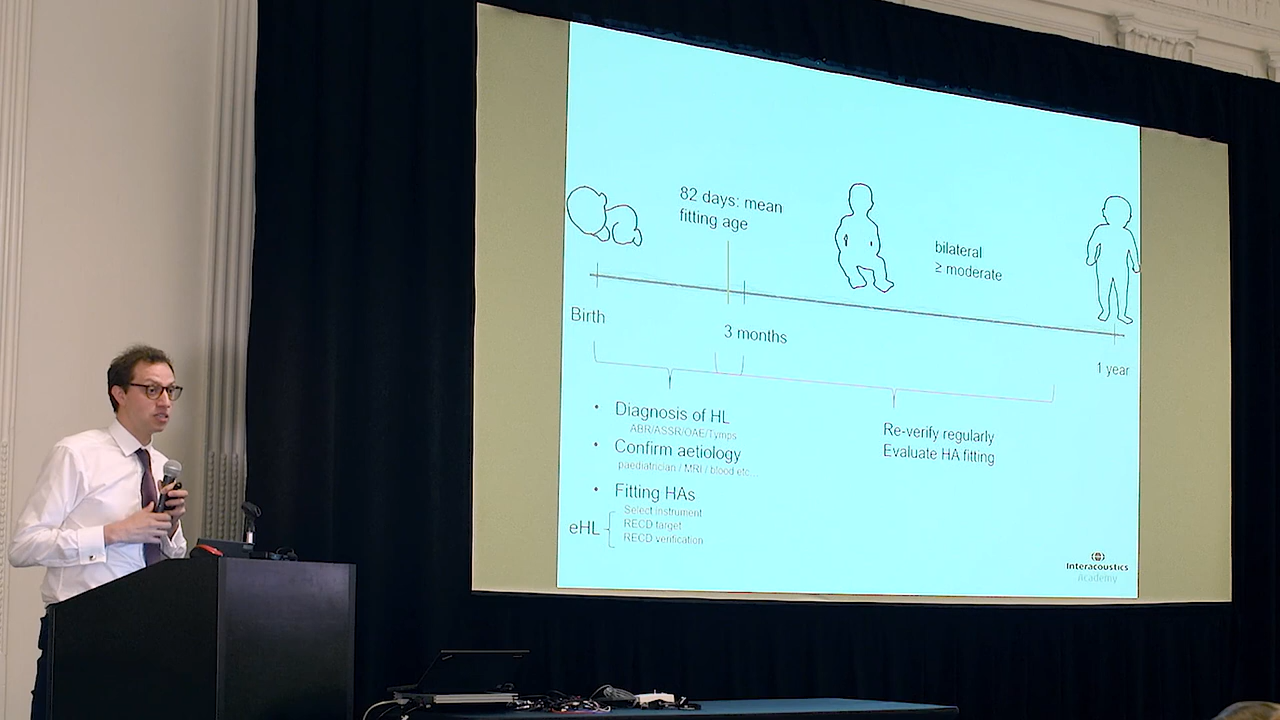 82 days: mean
fitting age
bilateral
≥ moderate
Birth
3 months
1 year
• Diagnosis of HL
ABR/ASSR/OAE/Tymps
• Confirm aetiology
paediatrician / MRI / blood etc...
• Fitting HAs
Select instrument
eHL
RECD target
RECD verification
Re-verify regularly
Evaluate HA fitting
Interacoustics
Academy